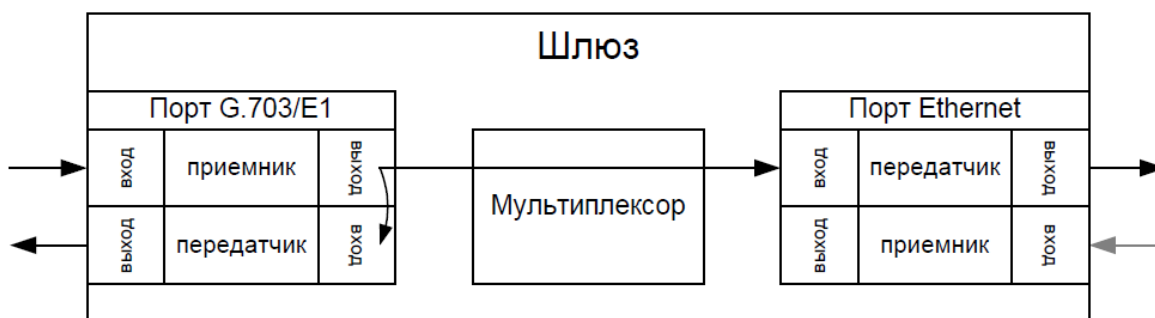 Шлюз
Порт G.703/E1
Порт Ethernet
вход
приемник
выход
вход
передатчик
выход
Мультиплексор
выход
передатчик
вход
выход
приемник
вход